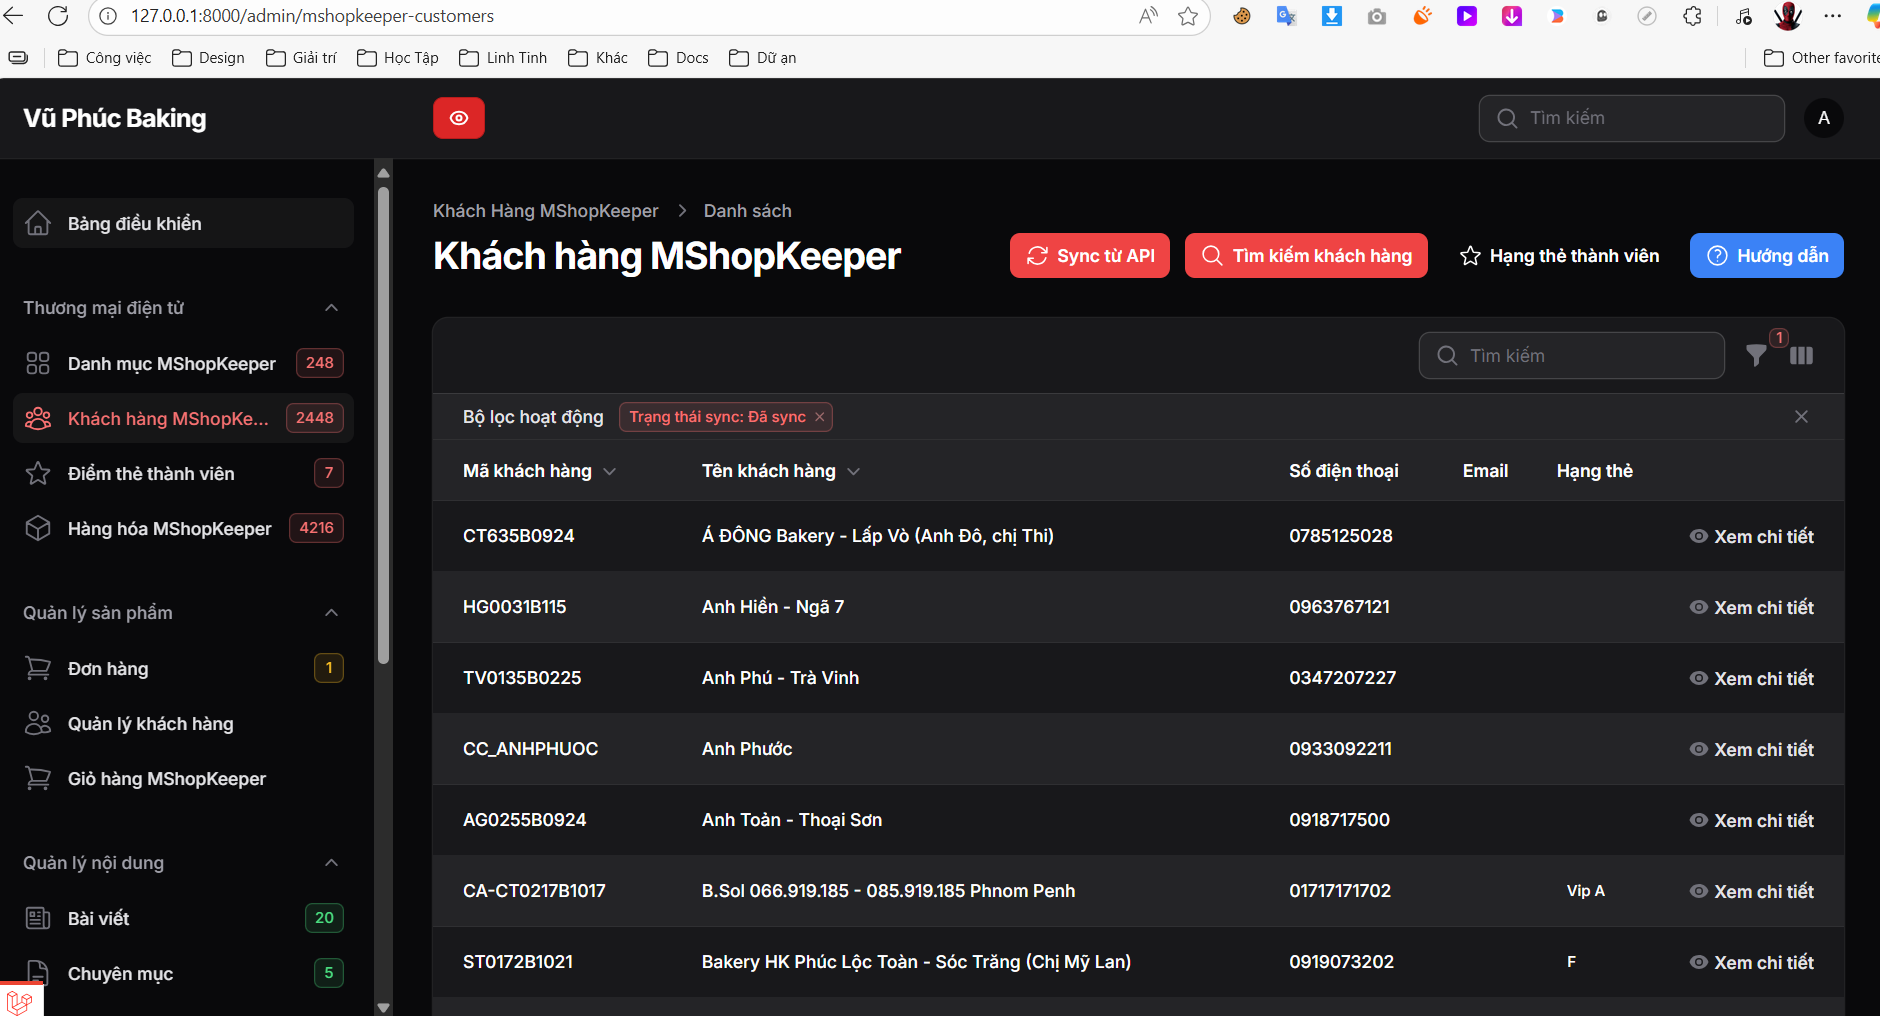 127.0.0.1:8000/admin/mshopkeeper-customers
Công việc
Design
Giải trí
Học Tập
Linh Tinh
Khác
Docs
Dữ án
Other favorite
Vũ Phúc Baking
Tìm kiếm
A
Bảng điều khiển
Thương mại điện tử
Danh mục MShopKeeper 248
Khách hàng MShopKe... 2448
Điểm thẻ thành viên 7
Hàng hóa MShopKeeper 4216
Quản lý sản phẩm
Đơn hàng 1
Quản lý khách hàng
Giỏ hàng MShopKeeper
Quản lý nội dung
Bài viết 20
Chuyên mục 5
Khách Hàng MShopKeeper > Danh sách
Khách hàng MShopKeeper
Sync từ API
Tìm kiếm khách hàng
Hạng thẻ thành viên
Hướng dẫn
Tìm kiếm
1
Bộ lọc hoạt động Trạng thái sync: Đã sync
Mã khách hàng Tên khách hàng Số điện thoại Email Hạng thẻ
CT635B0924 Á ĐÔNG Bakery - Lấp Vò (Anh Đô, chị Thi) 0785125028 Xem chi tiết
HG0031B115 Anh Hiền - Ngã 7 0963767121 Xem chi tiết
TV0135B0225 Anh Phú - Trà Vinh 0347207227 Xem chi tiết
CC_ANHPHUOC Anh Phước 0933092211 Xem chi tiết
AG0255B0924 Anh Toản - Thoại Sơn 0918717500 Xem chi tiết
CA-CT0217B1017 B.Sol 066.919.185 - 085.919.185 Phnom Penh 01717171702 Vip A Xem chi tiết
ST0172B1021 Bakery HK Phúc Lộc Toàn - Sóc Trăng (Chị Mỹ Lan) 0919073202 F Xem chi tiết